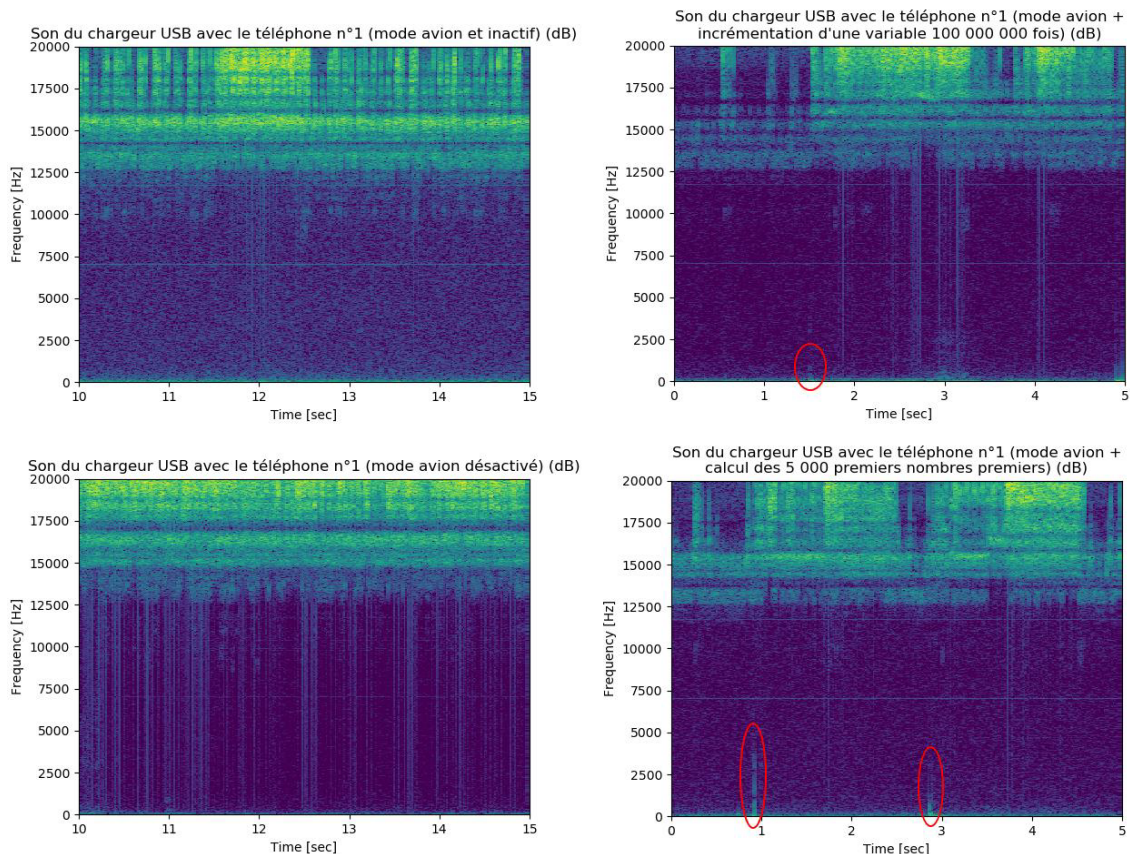 Son du chargeur USB avec le téléphone n°1 (mode avion et inactif) (dB)
20000
17500
15000
12500
10000
7500
5000
2500
0
Frequency [Hz]
10 11 12 13 14 15
Time [sec]
Son du chargeur USB avec le téléphone n°1 (mode avion +
incrémentation d'une variable 100 000 000 fois) (dB)
20000
17500
15000
12500
10000
7500
5000
2500
0
Frequency [Hz]
0 1 2 3 4 5
Time [sec]
Son du chargeur USB avec le téléphone n°1 (mode avion désactivé) (dB)
20000
17500
15000
12500
10000
7500
5000
2500
0
Frequency [Hz]
10 11 12 13 14 15
Time [sec]
Son du chargeur USB avec le téléphone n°1 (mode avion +
calcul des 5 000 premiers nombres premiers) (dB)
20000
17500
15000
12500
10000
7500
5000
2500
0
Frequency [Hz]
0 1 2 3 4 5
Time [sec]